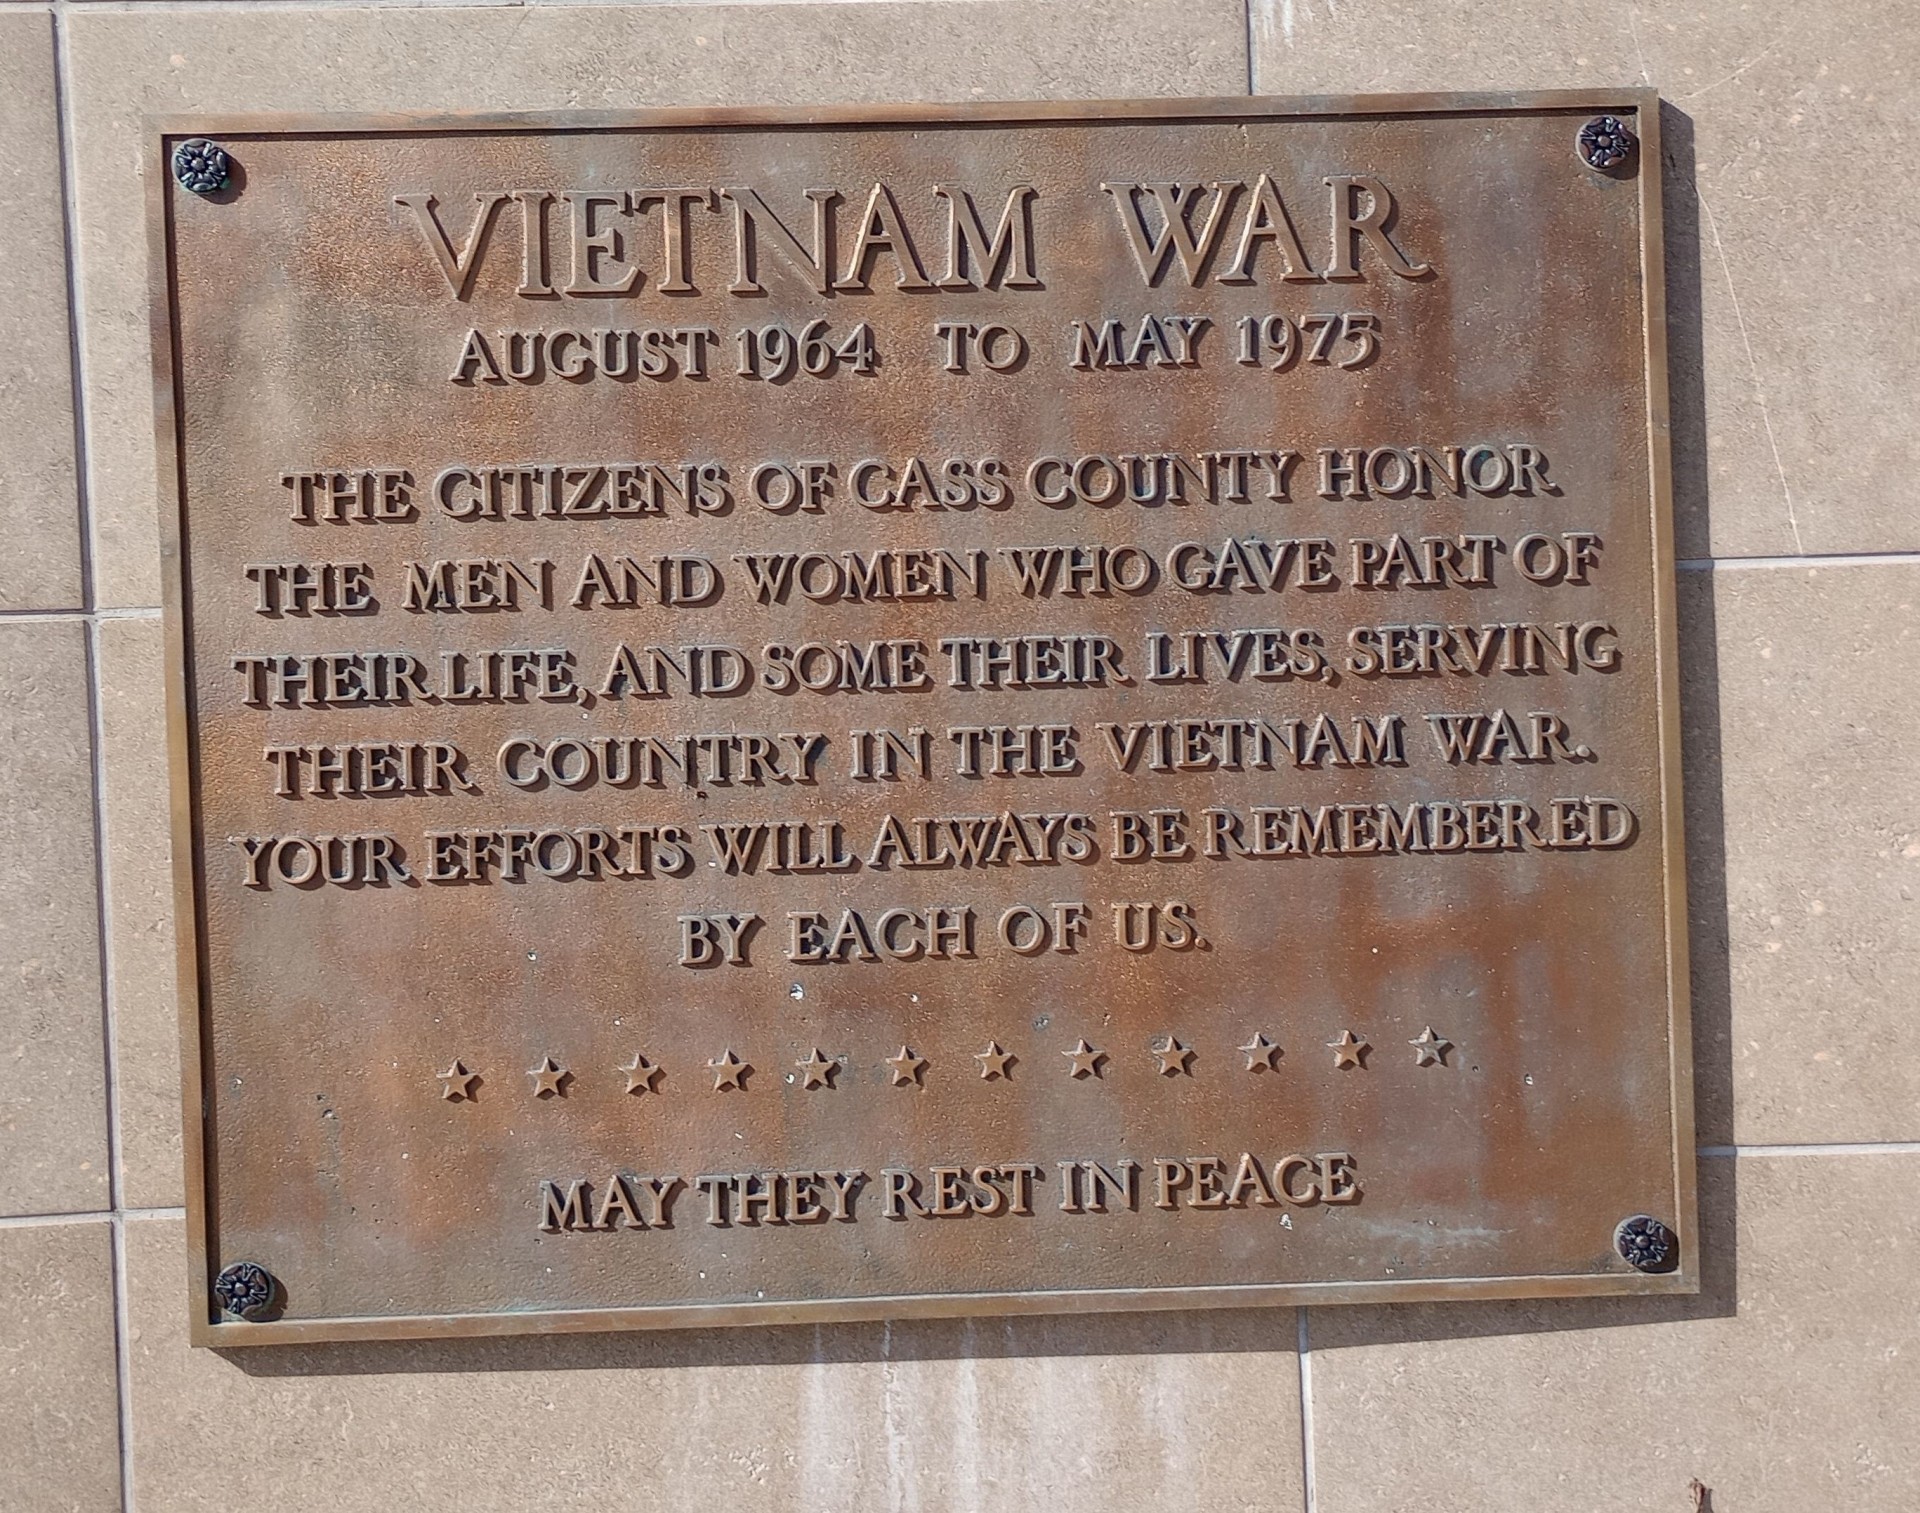 VIETNAM WAR
AUGUST 1964 TO MAY 1975
THE CITIZENS OF CASS COUNTY HONOR
THE MEN AND WOMEN WHO GAVE PART OF
THEIR LIFE, AND SOME THEIR LIVES, SERVING
THEIR COUNTRY IN THE VIETNAM WAR.
YOUR EFFORTS WILL ALWAYS BE REMEMBERED
BY EACH OF US.
MAY THEY REST IN PEACE